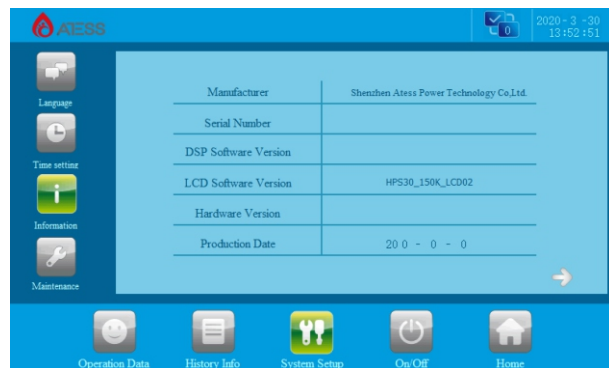 ATESS
0
2020-3 -30
13:52:51
Language
Time setting
Information
Maintenance
Manufacturer Shenzhen Atess Power Technology Co,Ltd.
Serial Number
DSP Software Version
LCD Software Version HPS30_150K_LCD02
Hardware Version
Production Date 20 0 - 0 - 0
Operation Data History Info System Setup On/Off Home